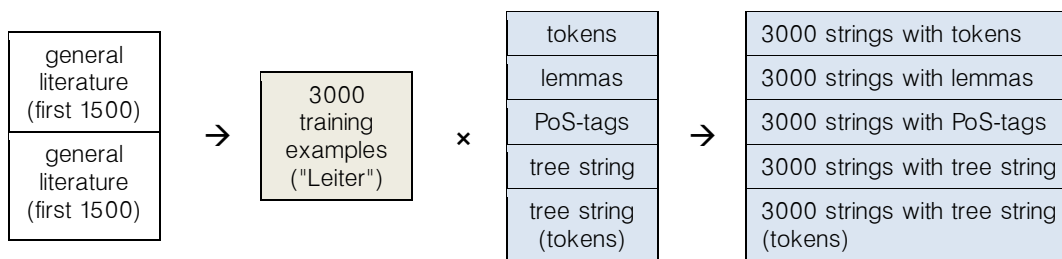 general
literature
(first 1500)
general
literature
(first 1500)
→
3000
training
examples
("Leiter")
×
tokens
lemmas
PoS-tags
tree string
tree string
(tokens)
→
3000 strings with tokens
3000 strings with lemmas
3000 strings with PoS-tags
3000 strings with tree string
3000 strings with tree string
(tokens)